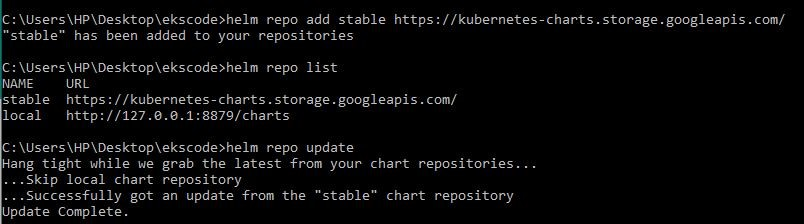 C:\Users\HP\Desktop\ekscode>helm repo add stable https://kubernetes-charts.storage.googleapis.com/
"stable" has been added to your repositories
C:\Users\HP\Desktop\ekscode>helm repo list
NAME    URL
stable  https://kubernetes-charts.storage.googleapis.com/
local   http://127.0.0.1:8879/charts
C:\Users\HP\Desktop\ekscode>helm repo update
Hang tight while we grab the latest from your chart repositories...
...Skip local chart repository
...Successfully got an update from the "stable" chart repository
Update Complete.